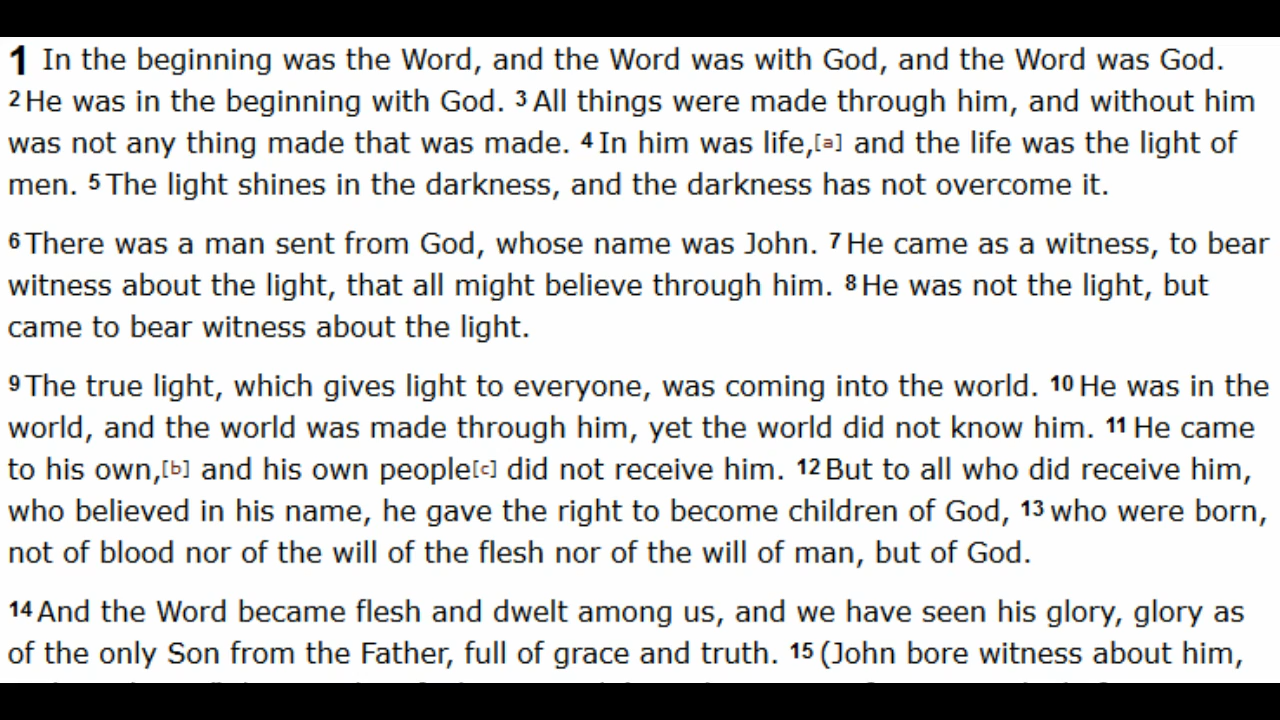 1 In the beginning was the Word, and the Word was with God, and the Word was God.
2 He was in the beginning with God. 3 All things were made through him, and without him
was not any thing made that was made. 4 In him was life,[a] and the life was the light of
men. 5 The light shines in the darkness, and the darkness has not overcome it.
6 There was a man sent from God, whose name was John. 7 He came as a witness, to bear
witness about the light, that all might believe through him. 8 He was not the light, but
came to bear witness about the light.
9 The true light, which gives light to everyone, was coming into the world. 10 He was in the
world, and the world was made through him, yet the world did not know him. 11 He came
to his own,[b] and his own people[c] did not receive him. 12 But to all who did receive him,
who believed in his name, he gave the right to become children of God, 13 who were born,
not of blood nor of the will of the flesh nor of the will of man, but of God.
14 And the Word became flesh and dwelt among us, and we have seen his glory, glory as
of the only Son from the Father, full of grace and truth. 15 (John bore witness about him,